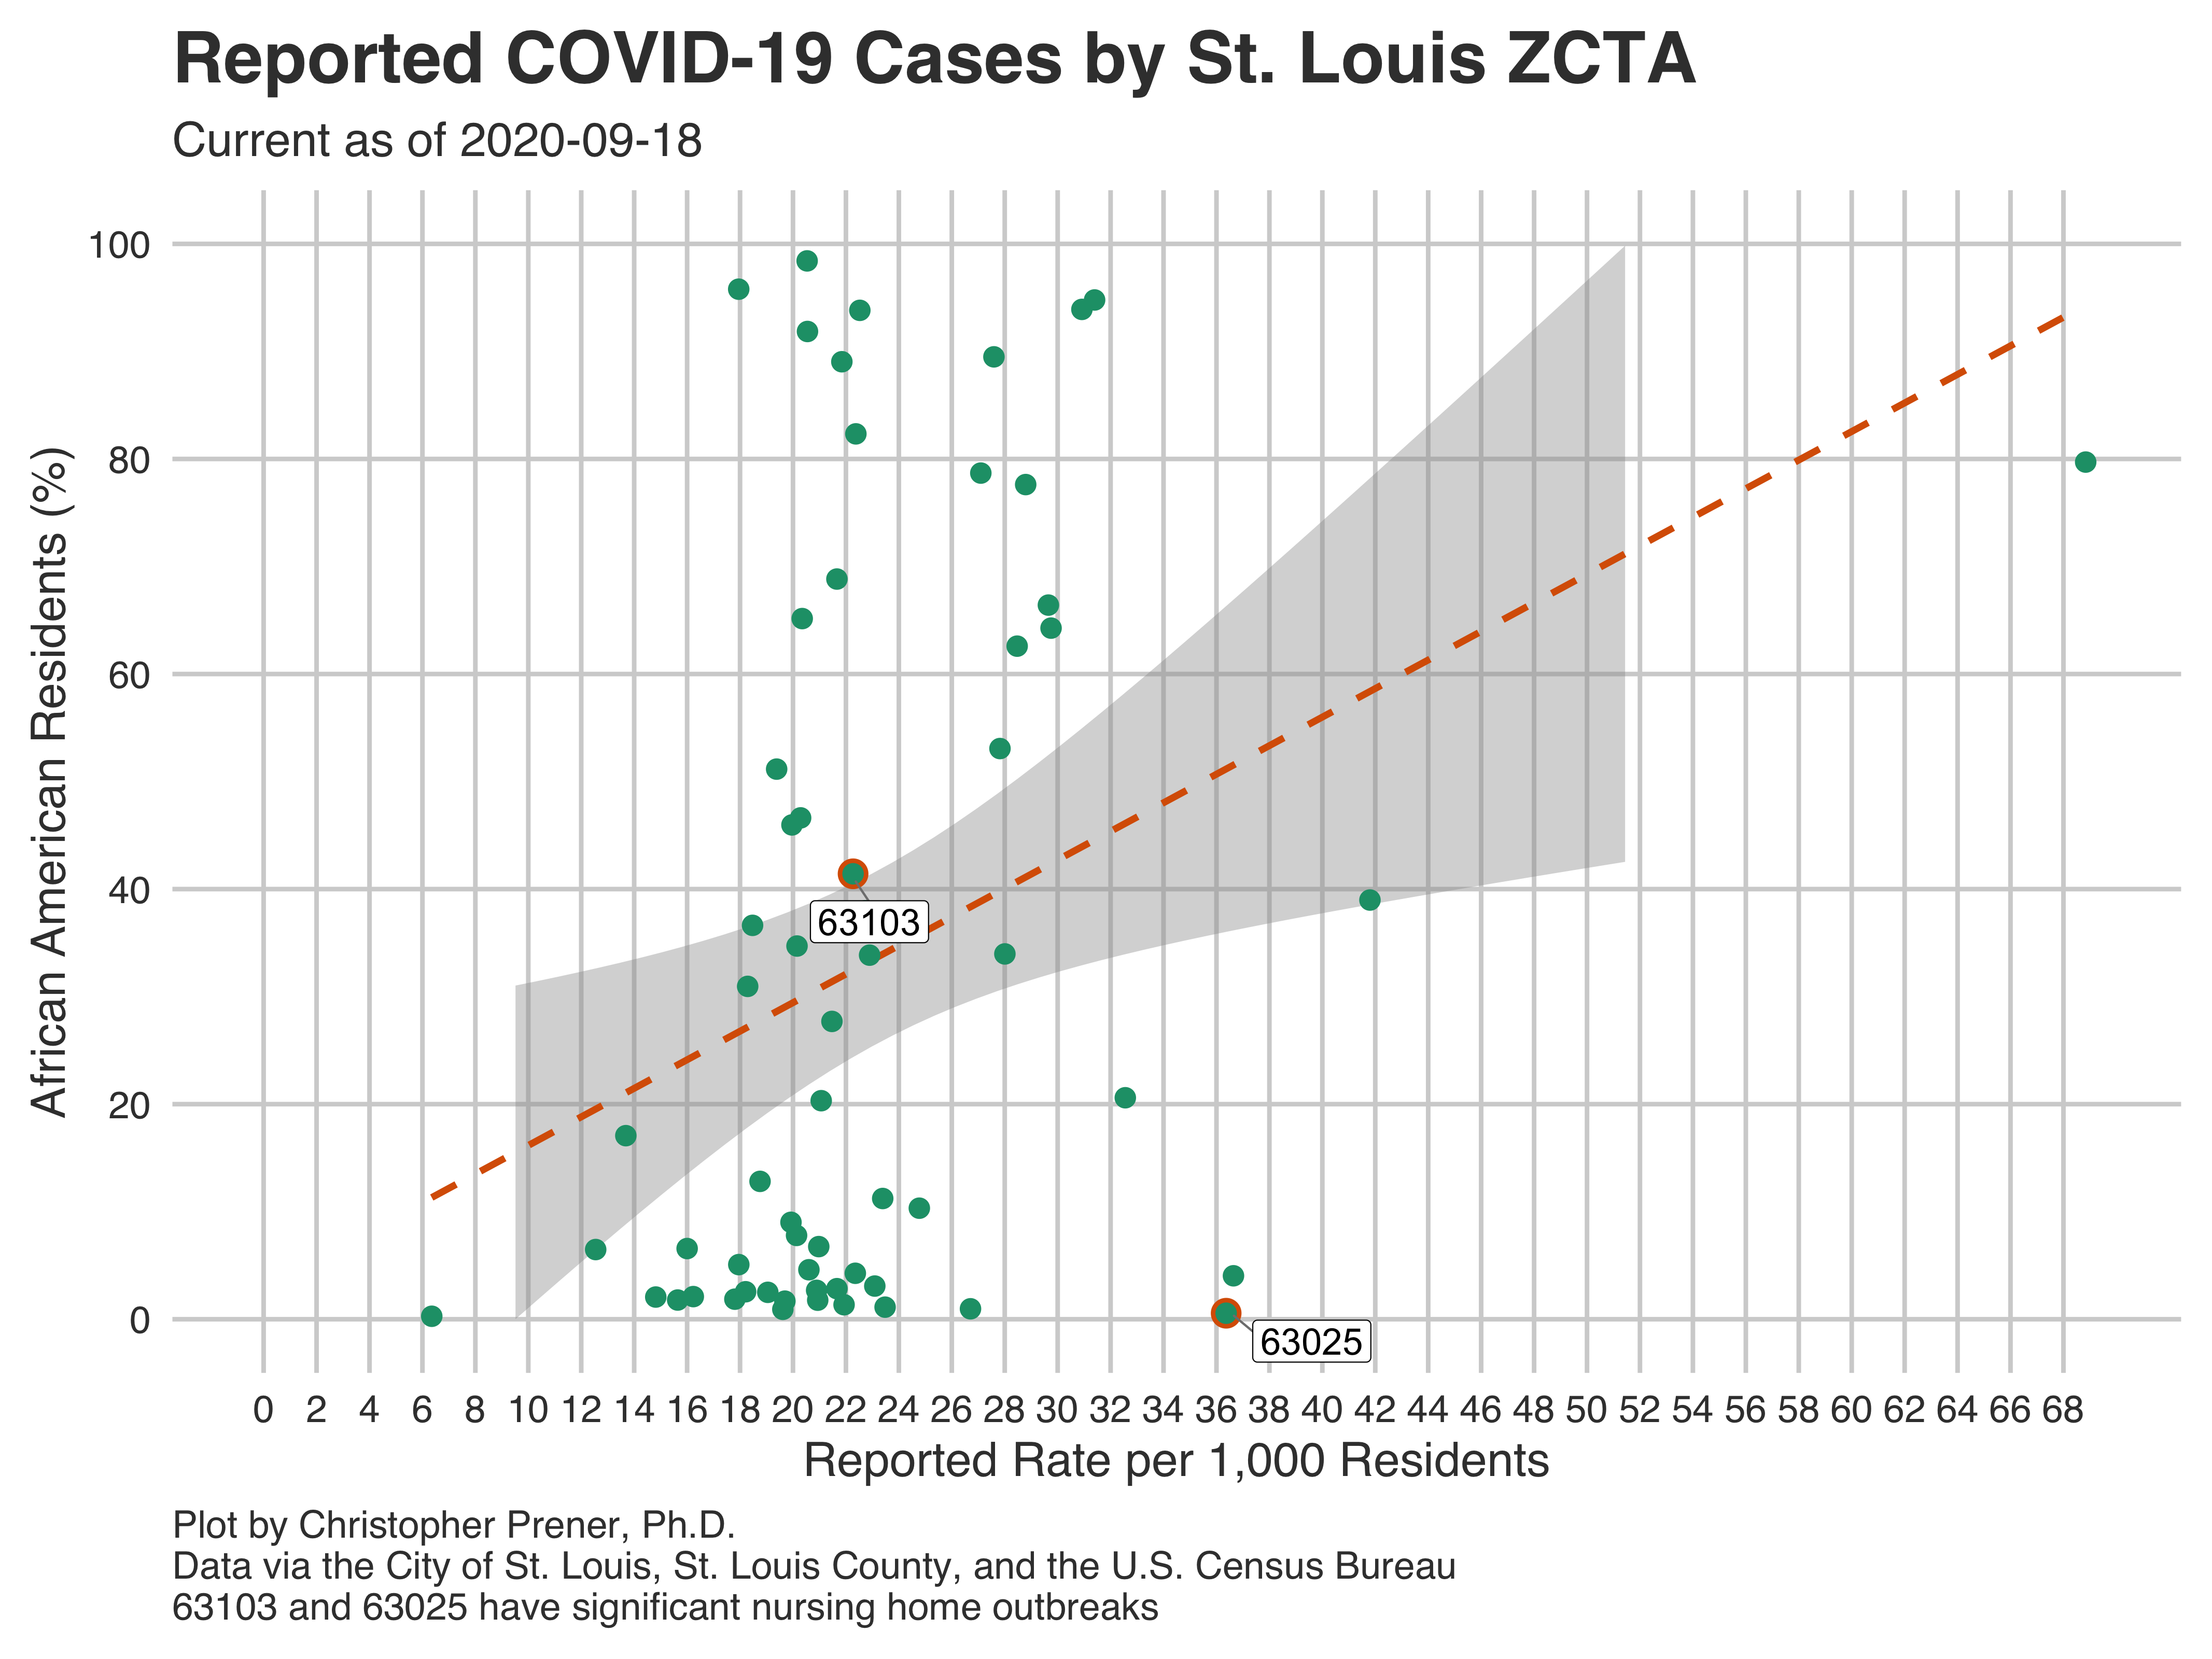 Reported COVID-19 Cases by St. Louis ZCTA
Current as of 2020-09-18
African American Residents (%)
100
80
60
40
20
0
63103
63025
0 2 4 6 8 10 12 14 16 18 20 22 24 26 28 30 32 34 36 38 40 42 44 46 48 50 52 54 56 58 60 62 64 66 68
Reported Rate per 1,000 Residents
Plot by Christopher Prener, Ph.D.
Data via the City of St. Louis, St. Louis County, and the U.S. Census Bureau
63103 and 63025 have significant nursing home outbreaks